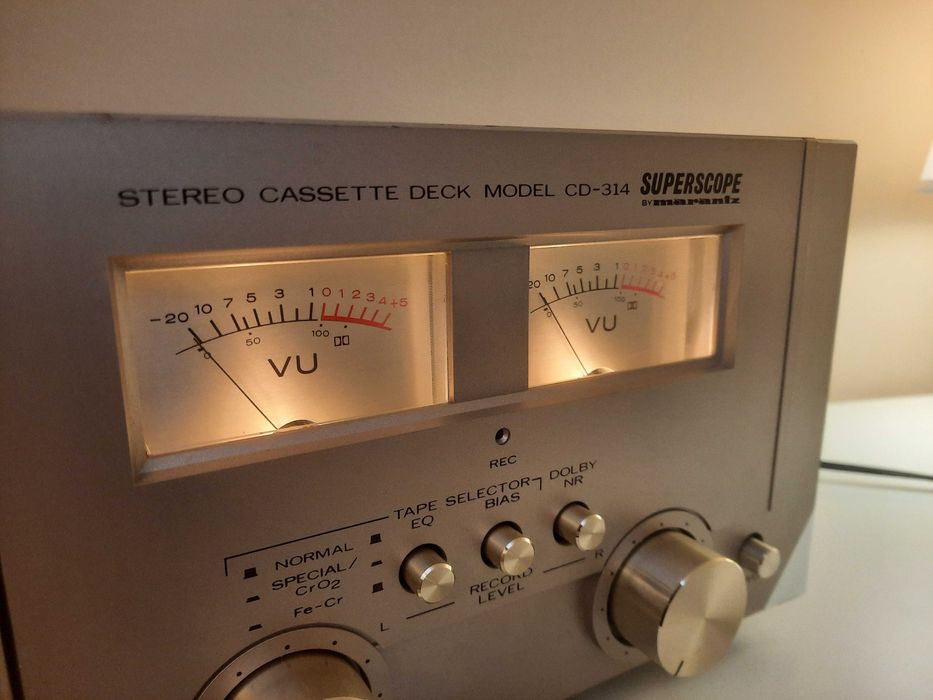 STEREO CASSETTE DECK MODEL CD-314 SUPERSCOPE
BY marantz
-20 10 7 5 3 1 0 1 2 3 4 +5
0 50 100
VU
20 10 7 5 3 1 0 1 2 3 4 +5
0 50 100
VU
REC
TAPE SELECTOR
EQ BIAS
DOLBY
NR
NORMAL
SPECIAL/
CrO2
Fe-Cr
L RECORD R
LEVEL